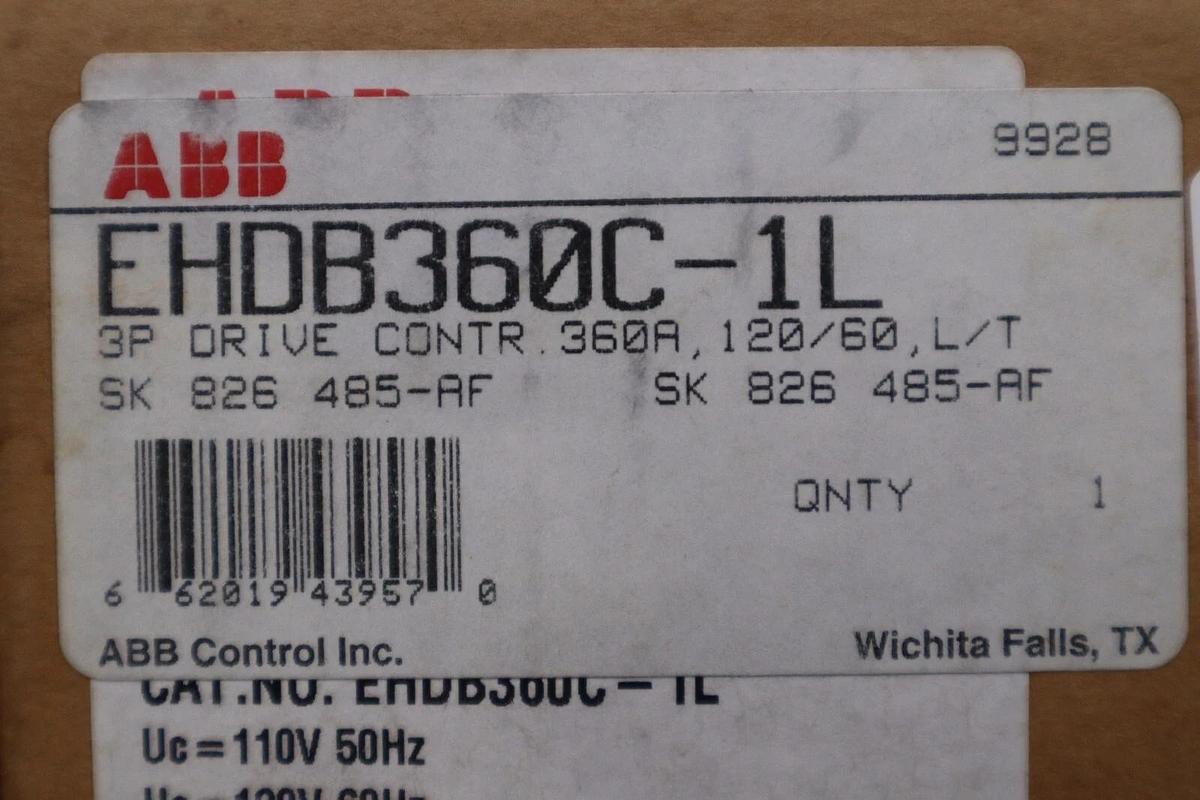 ABB
9928
EHDB360C-1L
3P DRIVE CONTR.360A,120/60,L/T
SK 826 485-AF SK 826 485-AF
QNTY 1
6 62019 43957 0
ABB Control Inc. Wichita Falls, TX
CAT.NO. EHDB360C-1L
Uc=110V 50Hz